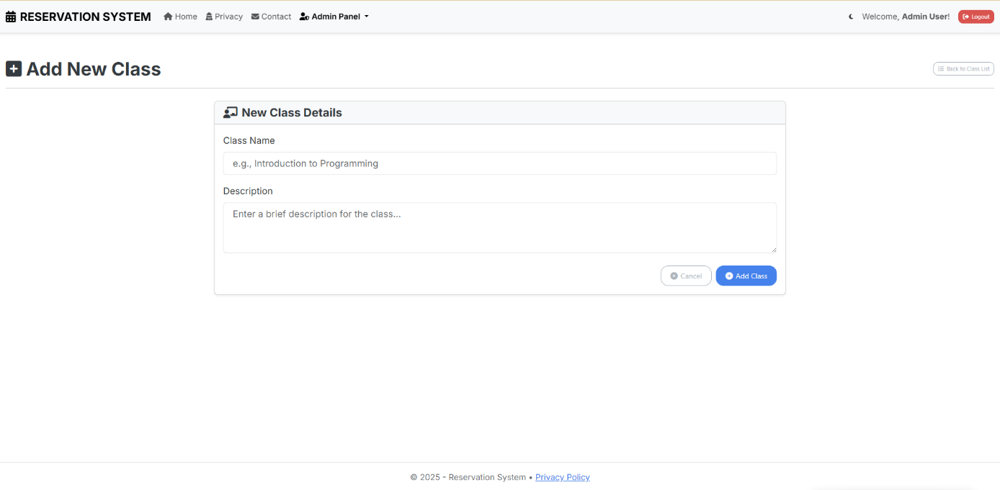 RESERVATION SYSTEM Home Privacy Contact Admin Panel Welcome, Admin User! Logout
Add New Class Back to Class List
New Class Details
Class Name
e.g., Introduction to Programming
Description
Enter a brief description for the class...
Cancel Add Class
© 2025 - Reservation System • Privacy Policy